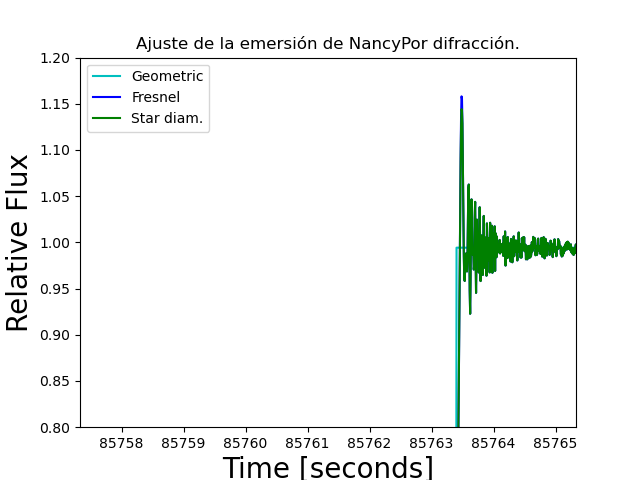 Ajuste de la emersión de NancyPor difracción.
Geometric
Fresnel
Star diam.
Relative Flux
1.20
1.15
1.10
1.05
1.00
0.95
0.90
0.85
0.80
85758 85759 85760 85761 85762 85763 85764 85765
Time [seconds]